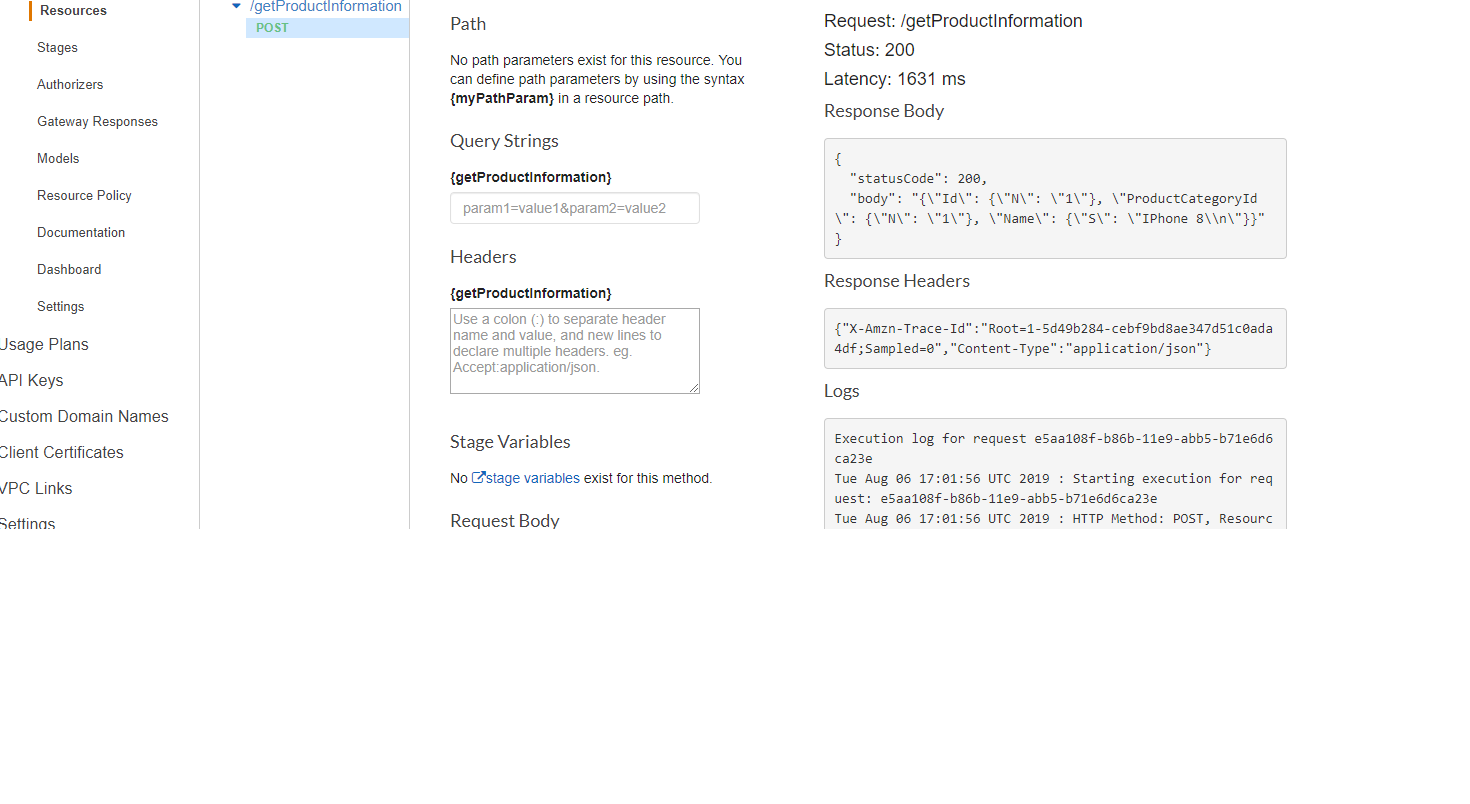 Resources
Stages
Authorizers
Gateway Responses
Models
Resource Policy
Documentation
Dashboard
Settings
Usage Plans
API Keys
Custom Domain Names
Client Certificates
VPC Links
Settings
/getProductInformation
POST
Path
No path parameters exist for this resource. You
can define path parameters by using the syntax
{myPathParam} in a resource path.
Query Strings
{getProductInformation}
param1=value1&param2=value2
Headers
{getProductInformation}
Use a colon (:) to separate header
name and value, and new lines to
declare multiple headers. eg.
Accept:application/json.
Stage Variables
No stage variables exist for this method.
Request Body
Request: /getProductInformation
Status: 200
Latency: 1631 ms
Response Body
{
  "statusCode": 200,
  "body": "{\"Id\": {\"N\": \"1\"}, \"ProductCategoryId
\": {\"N\": \"1\"}, \"Name\": {\"S\": \"IPhone 8\\n\"}}"
}
Response Headers
{"X-Amzn-Trace-Id":"Root=1-5d49b284-cebf9bd8ae347d51c0ada
4df;Sampled=0","Content-Type":"application/json"}
Logs
Execution log for request e5aa108f-b86b-11e9-abb5-b71e6d6
ca23e
Tue Aug 06 17:01:56 UTC 2019 : Starting execution for req
uest: e5aa108f-b86b-11e9-abb5-b71e6d6ca23e
Tue Aug 06 17:01:56 UTC 2019 : HTTP Method: POST, Resourc